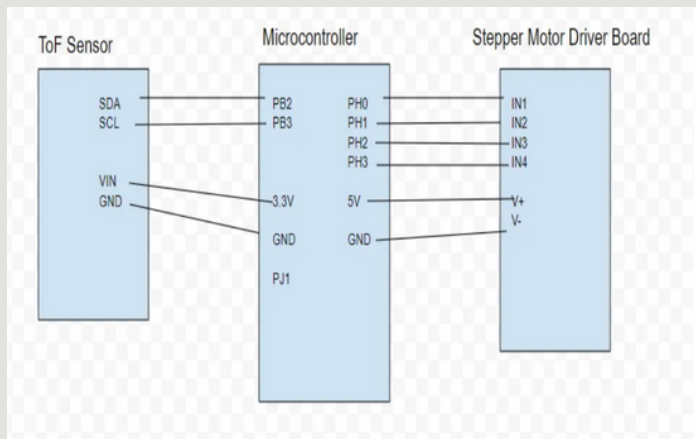 ToF Sensor
SDA
SCL
VIN
GND
Microcontroller
PB2
PB3
3.3V
GND
PJ1
PH0
PH1
PH2
PH3
5V
GND
Stepper Motor Driver Board
IN1
IN2
IN3
IN4
V+
V-